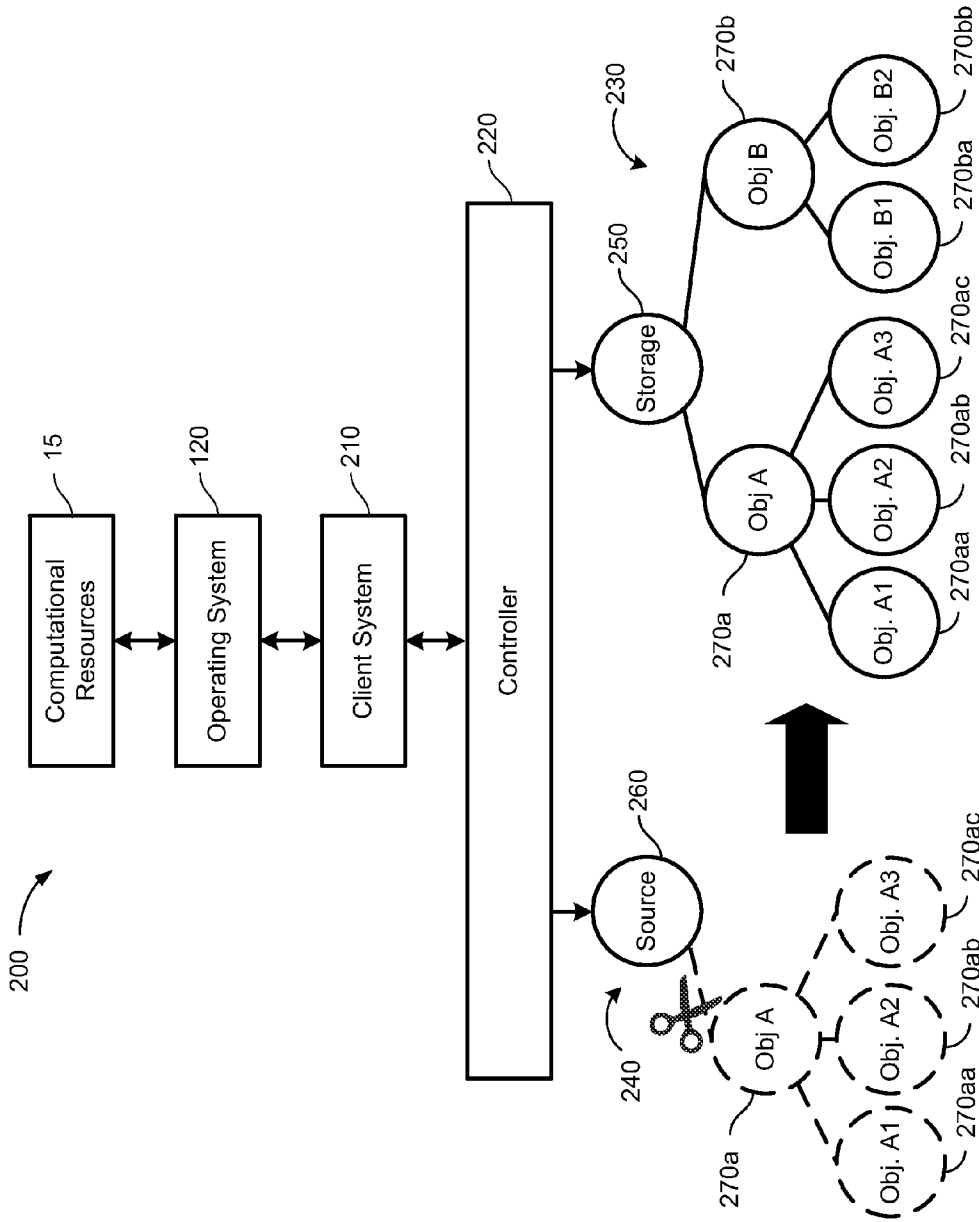 200
Computational
Resources
15
Operating System
120
Client System
210
Controller
220
Source
260
240
Storage
250
230
Obj A
270a
Obj A
270a
Obj B
270b
Obj. A1
Obj. A2
Obj. A3
270aa
270ab
270ac
Obj. A1
Obj. A2
Obj. A3
Obj. B1
Obj. B2
270aa
270ab
270ac
270ba
270bb